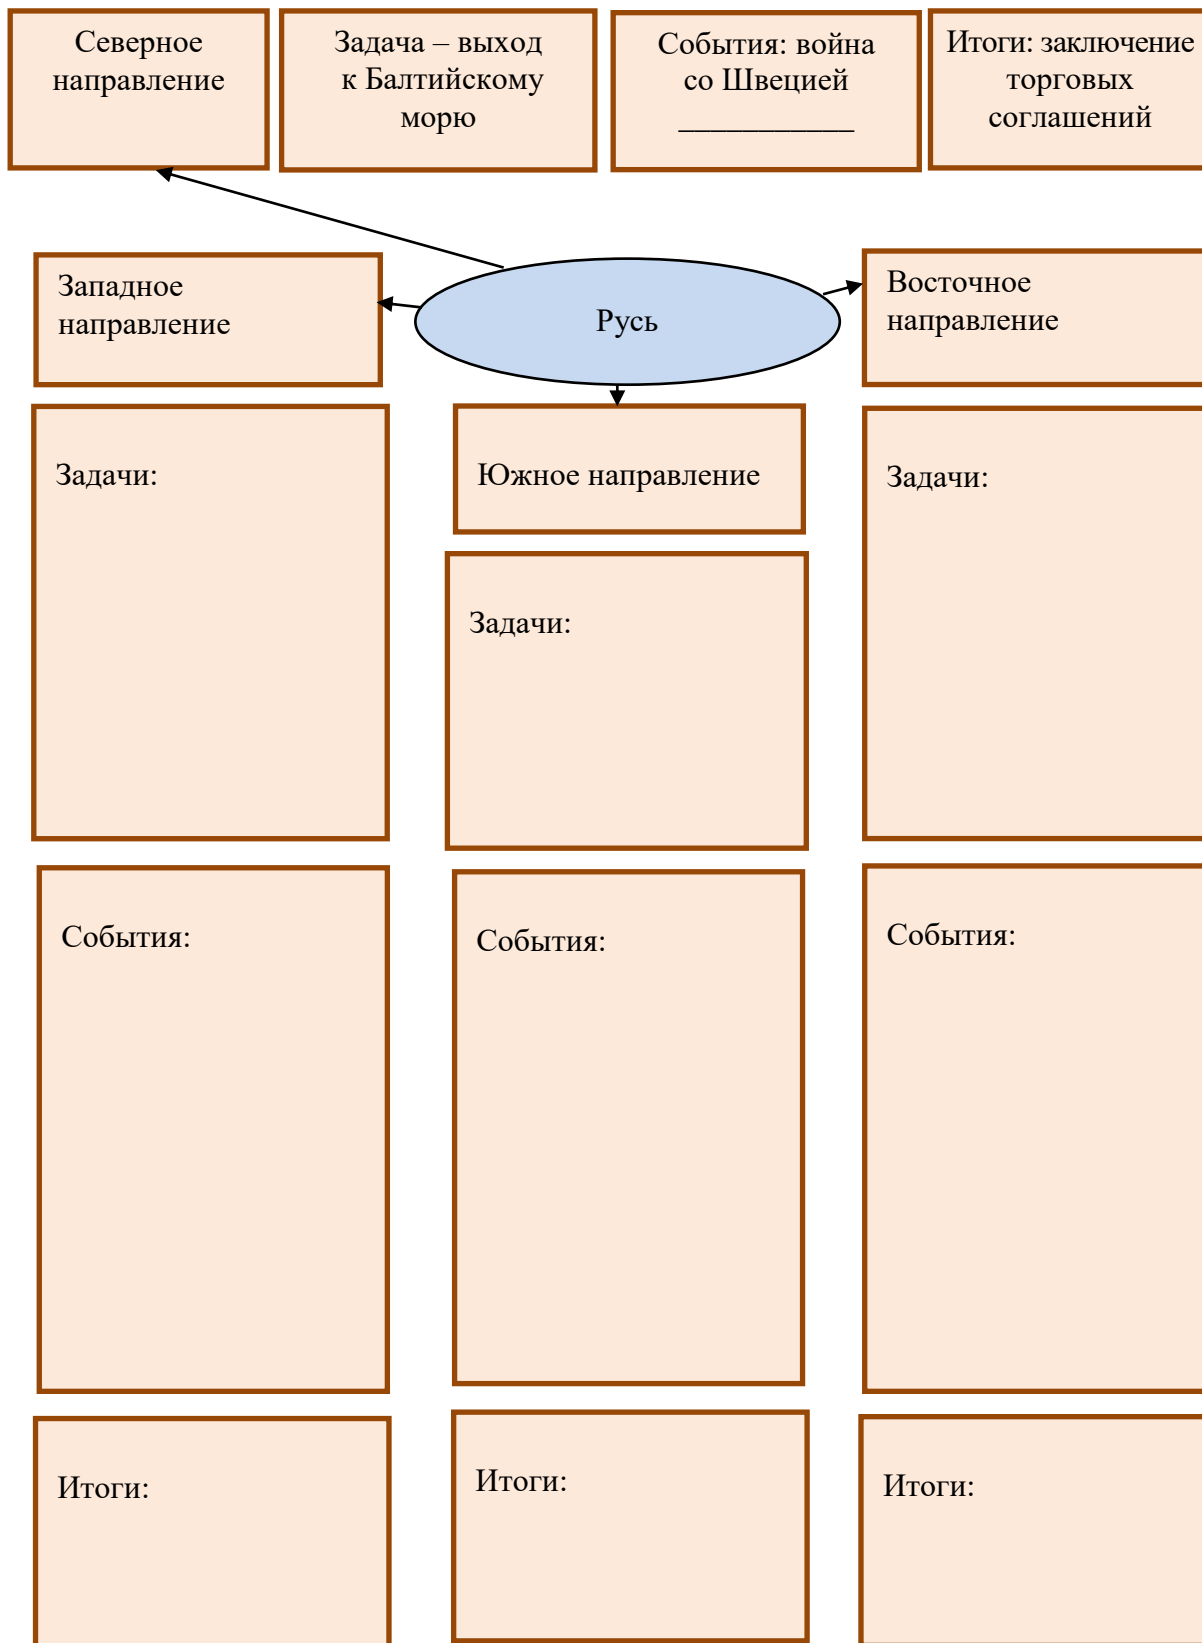 Северное
направление
Задача – выход
к Балтийскому
морю
События: война
со Швецией
___________
Итоги: заключение
торговых
соглашений
Западное
направление
Русь
Восточное
направление
Задачи:
Южное направление
Задачи:
Задачи:
События:
События:
События:
Итоги:
Итоги:
Итоги: